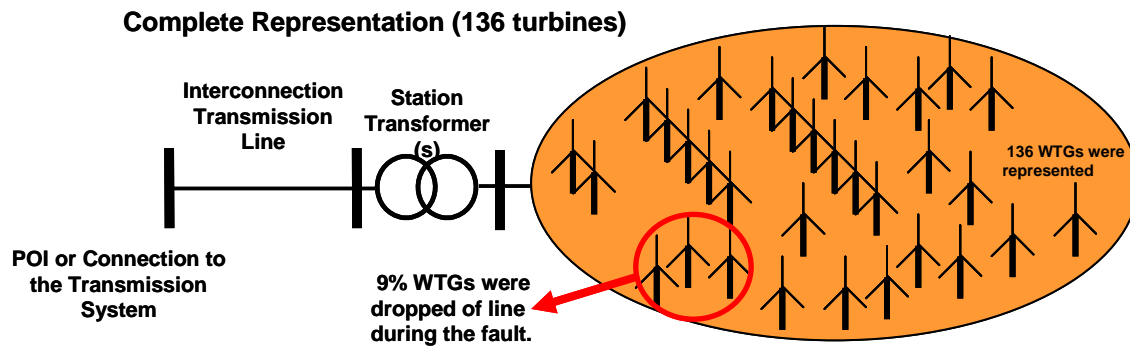 Complete Representation (136 turbines)
Interconnection
Transmission
Line
Station
Transformer
(s)
136 WTGs were
represented
POI or Connection to
the Transmission
System
9% WTGs were
dropped of line
during the fault.